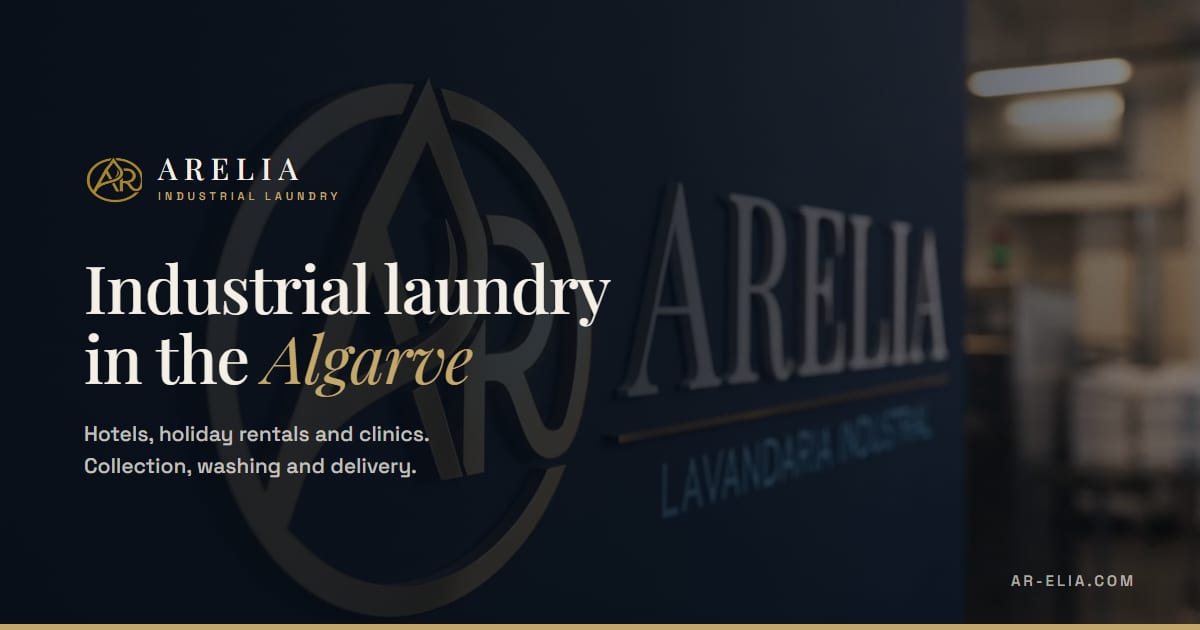 ARELIA
INDUSTRIAL LAUNDRY
Industrial laundry
in the Algarve
Hotels, holiday rentals and clinics.
Collection, washing and delivery.
AR
ARELIA
LAVANDARIA INDUSTRIAL
AR-ELIA.COM